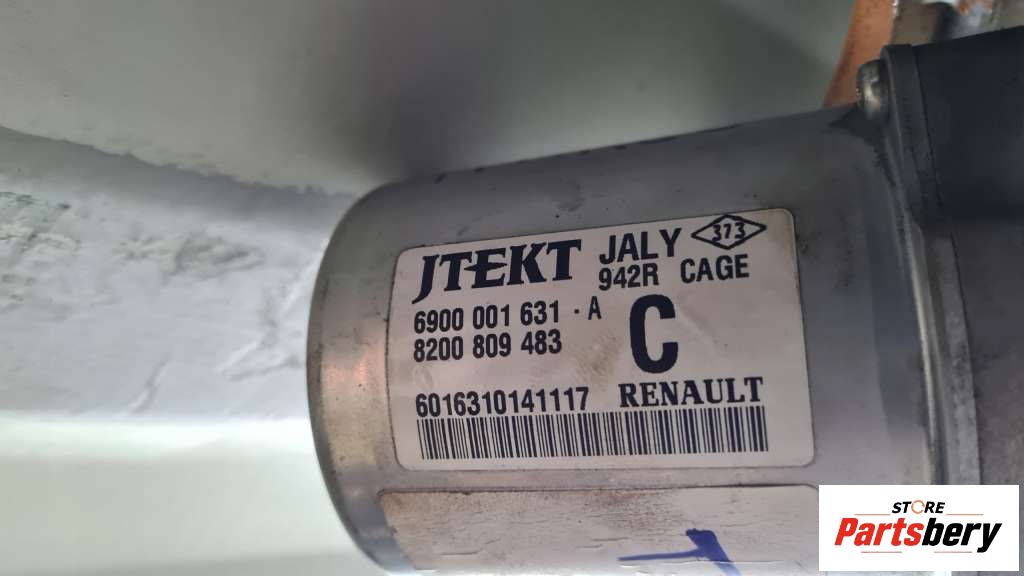 JTEKT JALY 373
942R CAGE
6900 001 631 · A
8200 809 483
C
6016310141117 RENAULT
STORE
Partsbery